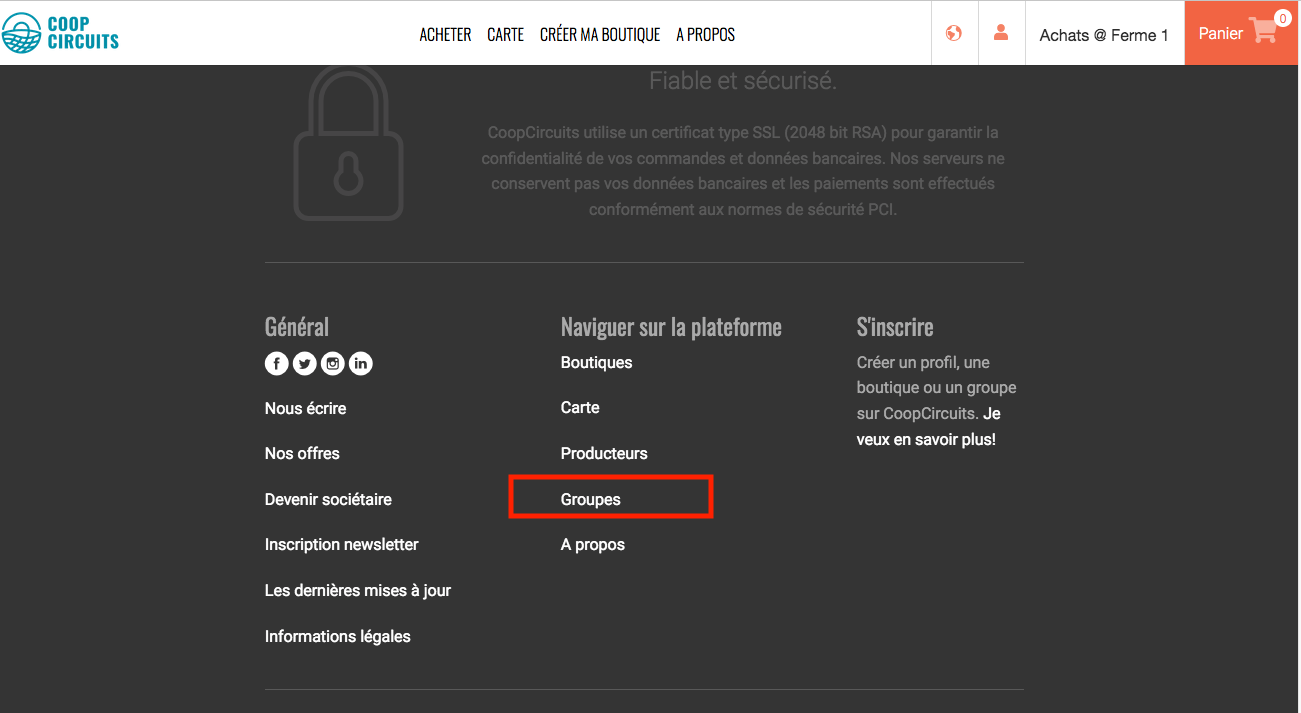 COOP
CIRCUITS
ACHETER CARTE CRÉER MA BOUTIQUE A PROPOS
Achats @ Ferme 1
Panier 0
Fiable et sécurisé.
CoopCircuits utilise un certificat type SSL (2048 bit RSA) pour garantir la
confidentialité de vos commandes et données bancaires. Nos serveurs ne
conservent pas vos données bancaires et les paiements sont effectués
conformément aux normes de sécurité PCI.
Général
Nous écrire
Nos offres
Devenir sociétaire
Inscription newsletter
Les dernières mises à jour
Informations légales
Naviguer sur la plateforme
Boutiques
Carte
Producteurs
Groupes
A propos
S'inscrire
Créer un profil, une
boutique ou un groupe
sur CoopCircuits. Je
veux en savoir plus!